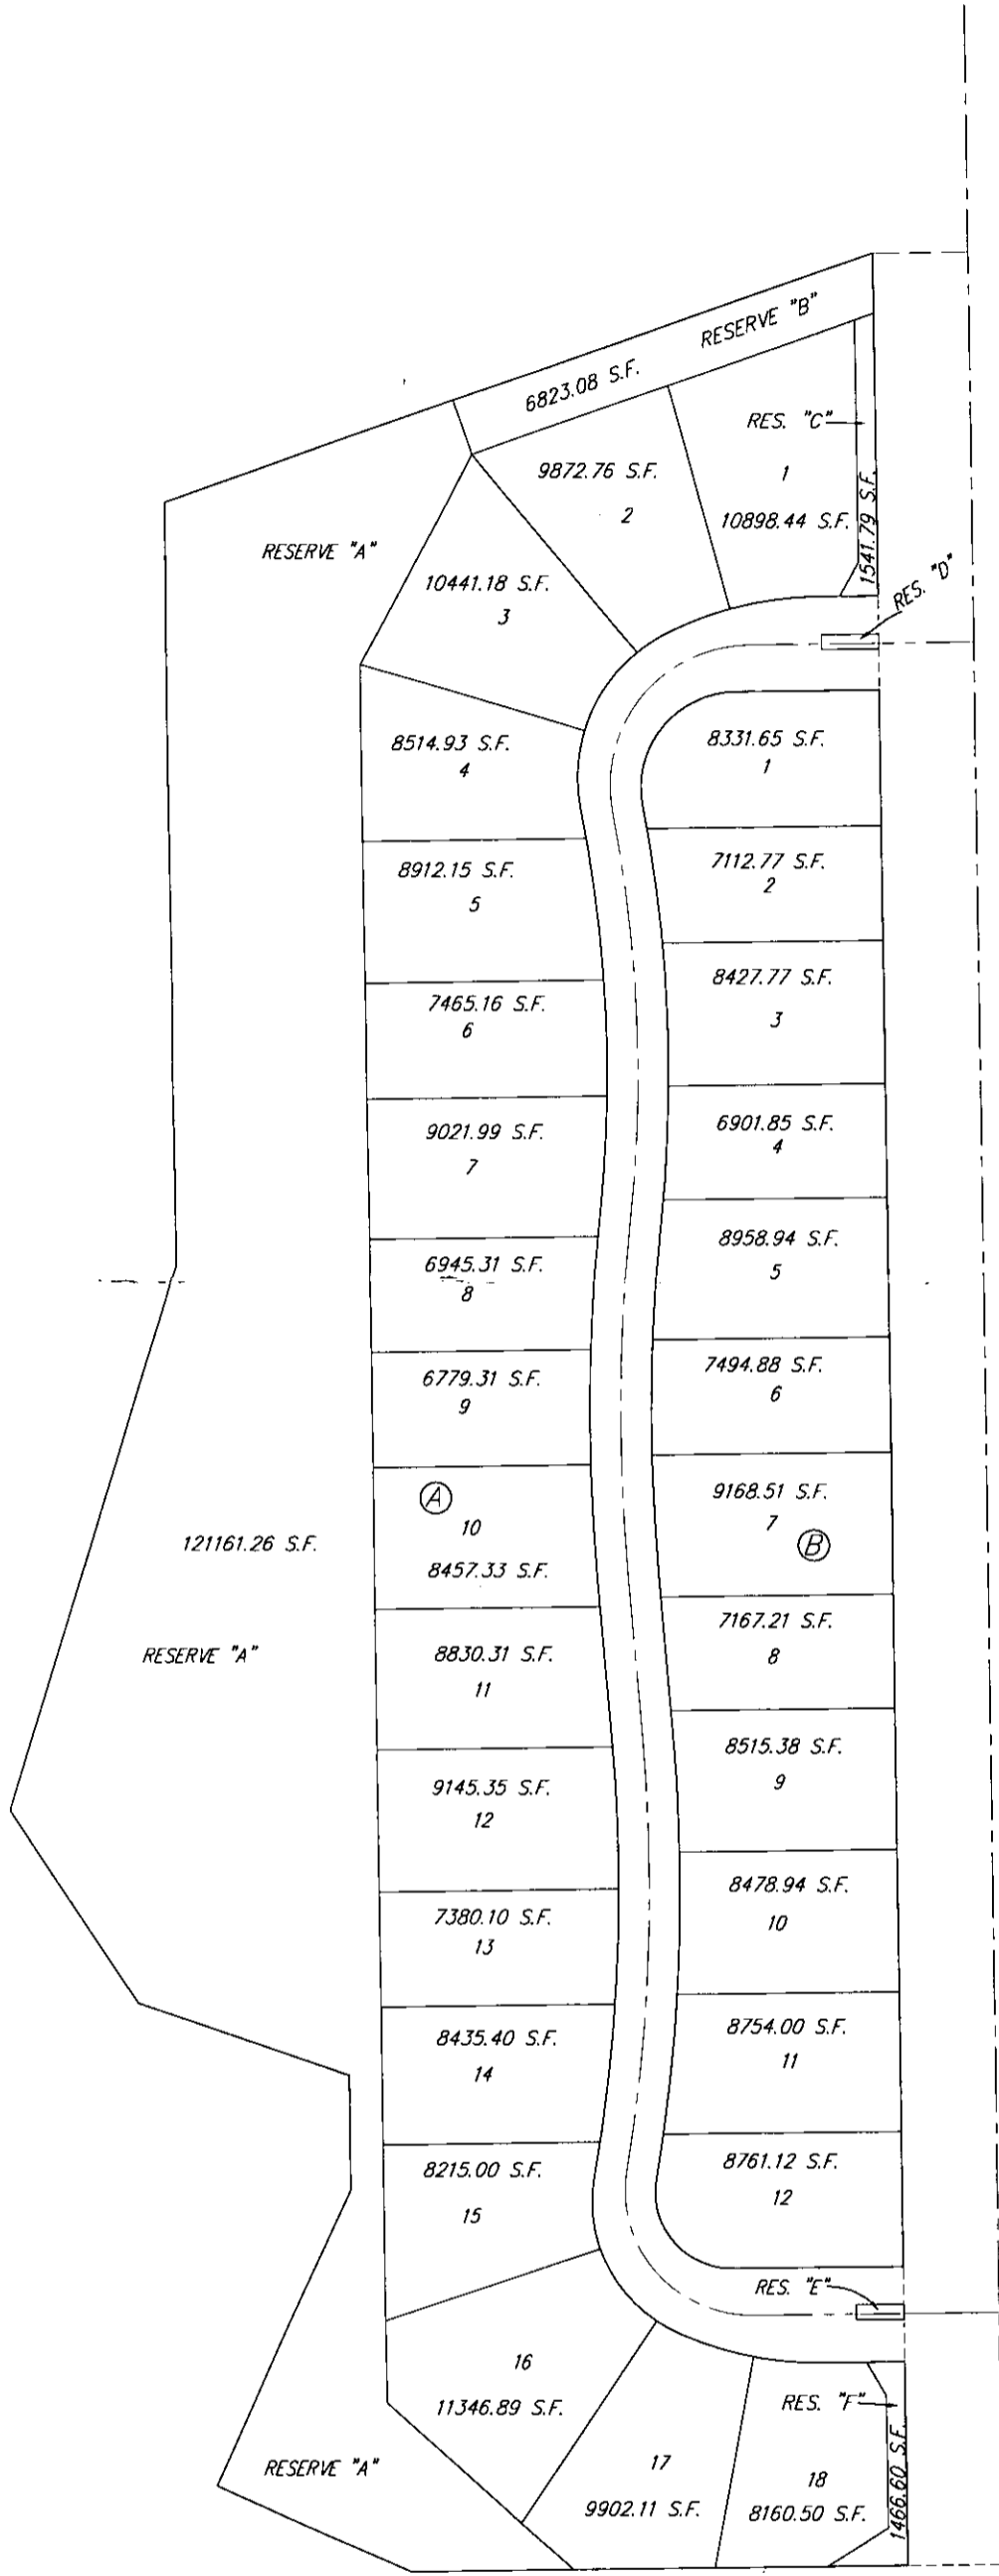 RESERVE "B"
6823.08 S.F.
RES. "C"
9872.76 S.F.
2
1
10898.44 S.F.
1541.79 S.F.
RES. "D"
RESERVE "A"
10441.18 S.F.
3
8514.93 S.F.
4
8331.65 S.F.
1
8912.15 S.F.
5
7112.77 S.F.
2
7465.16 S.F.
6
8427.77 S.F.
3
9021.99 S.F.
7
6901.85 S.F.
4
6945.31 S.F.
8
8958.94 S.F.
5
6779.31 S.F.
9
7494.88 S.F.
6
A
10
8457.33 S.F.
9168.51 S.F.
7
B
121161.26 S.F.
RESERVE "A"
8830.31 S.F.
11
7167.21 S.F.
8
9145.35 S.F.
12
8515.38 S.F.
9
7380.10 S.F.
13
8478.94 S.F.
10
8435.40 S.F.
14
8754.00 S.F.
11
8215.00 S.F.
15
8761.12 S.F.
12
RES. "E"
16
11346.89 S.F.
RES. "F"
RESERVE "A"
17
9902.11 S.F.
18
8160.50 S.F.
1466.60 S.F.